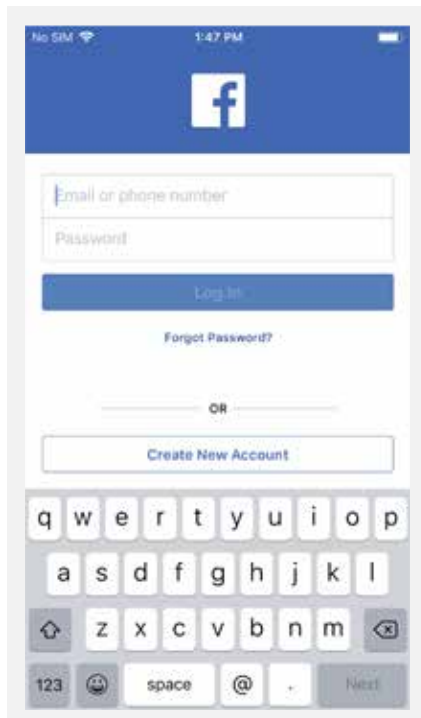 No SIM 1:47 PM
f
Email or phone number
Password
Log In
Forgot Password?
OR
Create New Account
q w e r t y u i o p
a s d f g h j k l
z x c v b n m
123 space @ . Next